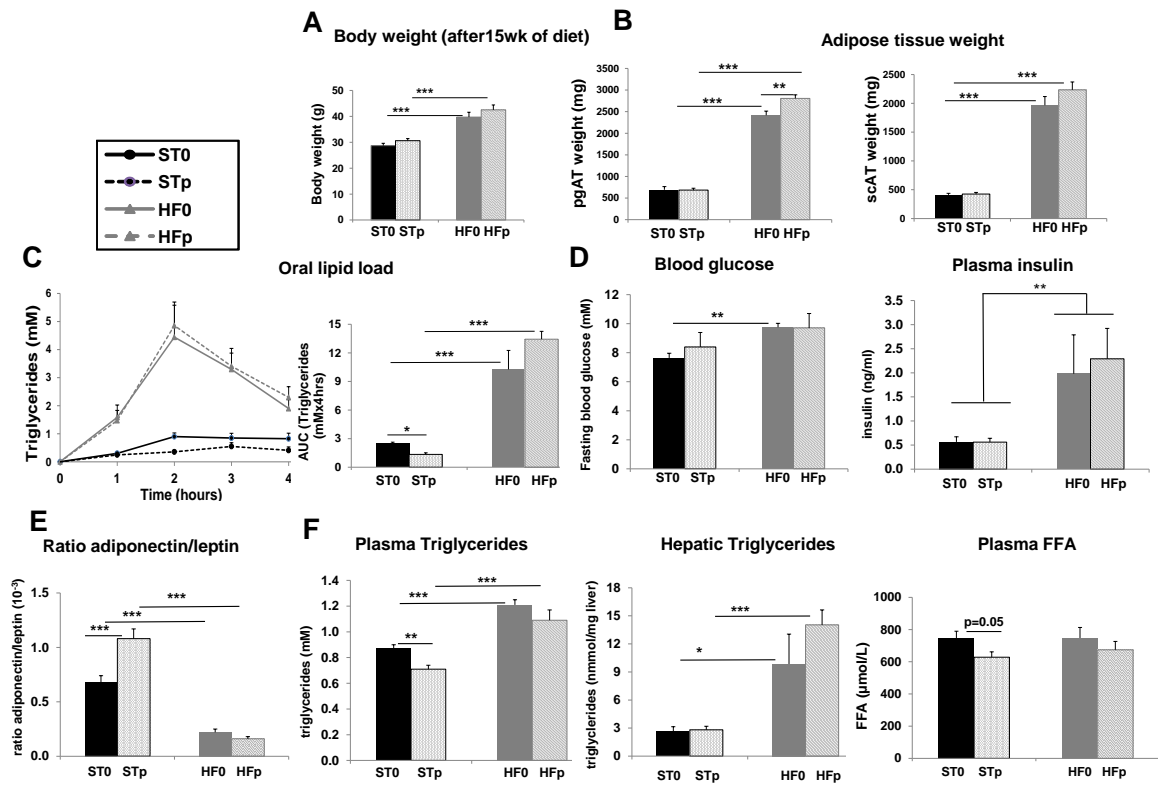 A
Body weight (after15wk of diet)
Body weight (g)
60
50
40
30
20
10
0
***
***
ST0 STp
HF0 HFp
B
Adipose tissue weight
pgAT weight (mg)
3500
3000
2500
2000
1500
1000
500
0
***
**
***
ST0 STp
HF0 HFp
scAT weight (mg)
2500
2000
1500
1000
500
0
***
***
ST0 STp
HF0 HFp
ST0
STp
HF0
HFp
C
Oral lipid load
Triglycerides (mM)
6
5
4
3
2
1
0
0
1
2
3
4
Time (hours)
AUC (Triglycerides
(mMx4hrs)
15
12
9
6
3
0
***
***
*
ST0
STp
HF0
HFp
D
Blood glucose
Fasting blood glucose (mM)
12
10
8
6
4
2
0
**
ST0
STp
HF0
HFp
Plasma insulin
insulin (ng/ml)
3.5
3.0
2.5
2.0
1.5
1.0
0.5
0.0
**
ST0
STp
HF0
HFp
E
Ratio adiponectin/leptin
ratio adiponectin/leptin (10⁻³)
1.5
1.0
0.5
0.0
***
***
***
ST0
STp
HF0
HFp
F
Plasma Triglycerides
triglycerides (mM)
1.4
1.2
1.0
0.8
0.6
0.4
0.2
0.0
***
***
**
ST0
STp
HF0
HFp
Hepatic Triglycerides
triglyclerides (nmmol/mg liver)
18
15
12
9
6
3
0
***
*
ST0
STp
HF0
HFp
Plasma FFA
FFA (µmol/L)
1000
800
600
400
200
0
p=0.05
ST0
STp
HF0
HFp